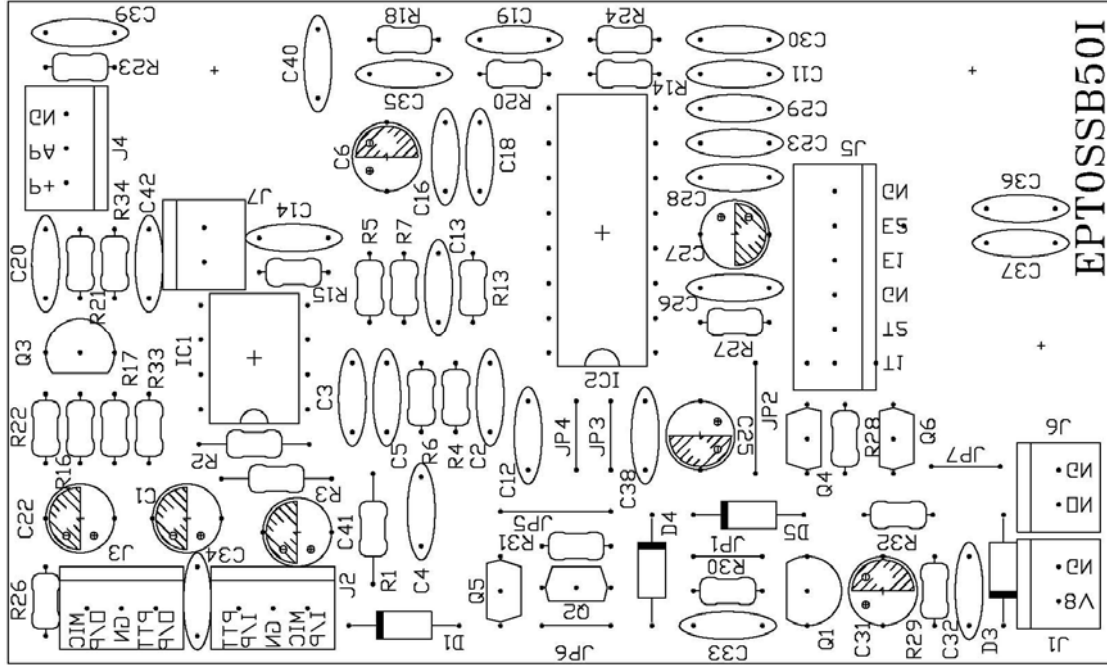 C39
R18
C19
R24
C30
R23
C40
C35
R20
R14
C11
C29
EPT0SSB50I
GN
AP
P+
J4
C6
C16
C18
C23
J5
C28
GN
E2
E1
GN
T2
T1
C36
C37
R34
C42
J7
C14
R5
R7
C13
C27
C20
R21
R15
R13
C26
R27
Q3
R17
R33
IC1
IC2
C3
JP2
R22
R16
R2
C5
R6
R4
C2
C12
JP4
JP3
C38
C25
Q4
R28
Q6
JP7
J6
GN
NO
C22
C1
R3
C41
J3
C34
J2
R1
C4
JP5
R31
D4
D5
JP1
R32
R30
R26
MIC
O/P
GN
PTT
PTT
I/P
GN
MIC
I/P
D1
Q5
Q2
JP6
C33
Q1
C31
R29
C32
D3
GN
8V
J1